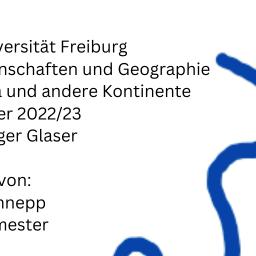 versität Freiburg
nschaften und Geographie
und andere Kontinente
er 2022/23
ger Glaser
von:
nnepp
mester